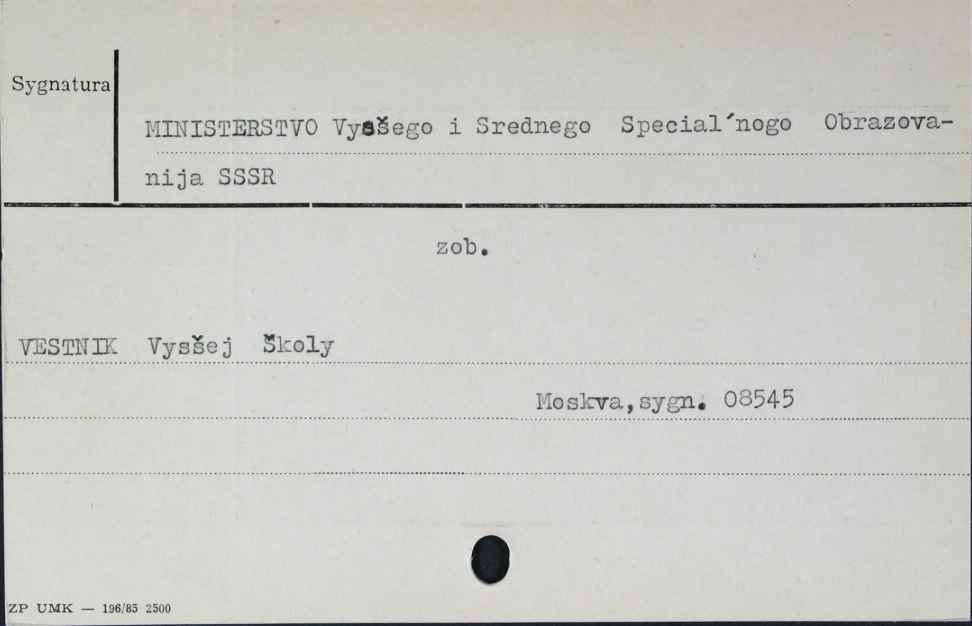 Sygnatura
MINISTERSTVO Vysšego i Srednego Special'nogo Obrazova-
nija SSSR
zob.
VESTNIK Vysšej Školy
Moskva, sygn. 08545
ZP UMK — 196/85 2500